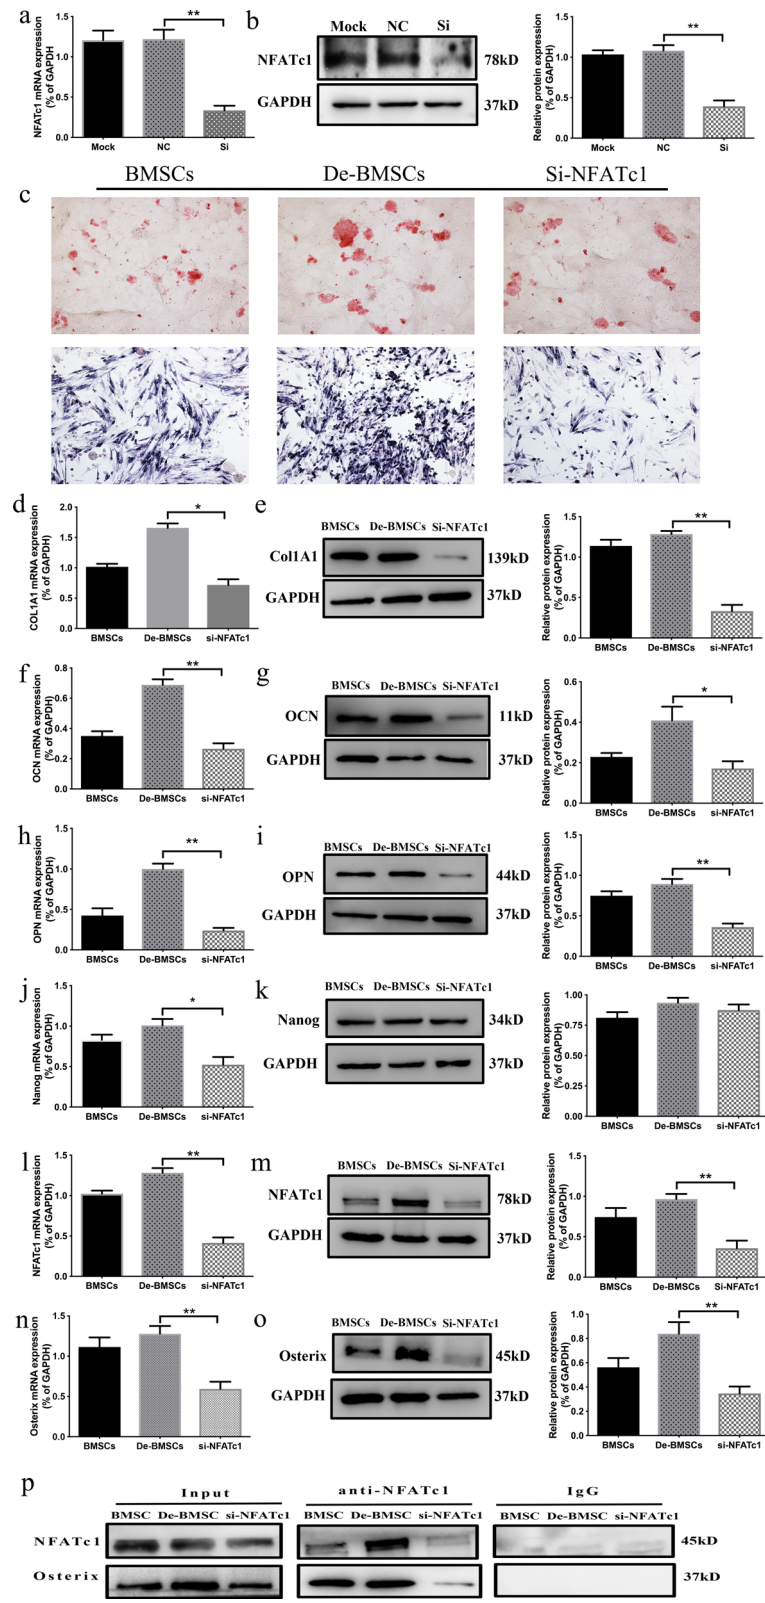 a
NFATc1 mRNA expression
(% of GAPDH)
1.5
1.0
0.5
0.0
**
Mock
NC
Si
b
Mock NC Si
NFATc1 78kD
GAPDH 37kD
Relative protein expression
(% of GAPDH)
1.5
1.0
0.5
0.0
**
Mock
NC
Si
BMSCs De-BMSCs Si-NFATc1
c
d
COL1A1 mRNA expression
(% of GAPDH)
2.0
1.5
1.0
0.5
0.0
*
BMSCs
De-BMSCs
si-NFATc1
e
BMSCs De-BMSCs Si-NFATc1
Col1A1 139kD
GAPDH 37kD
Relative protein expression
(% of GAPDH)
1.5
1.0
0.5
0.0
**
BMSCs
De-BMSCs
si-NFATc1
f
OCN mRNA expression
(% of GAPDH)
0.8
0.6
0.4
0.2
0.0
**
BMSCs
De-BMSCs
si-NFATc1
g
BMSCs De-BMSCs Si-NFATc1
OCN 11kD
GAPDH 37kD
Relative protein expression
(% of GAPDH)
0.6
0.4
0.2
0.0
*
BMSCs
De-BMSCs
si-NFATc1
h
OPN mRNA expression
(% of GAPDH)
1.5
1.0
0.5
0.0
**
BMSCs
De-BMSCs
si-NFATc1
i
BMSCs De-BMSCs Si-NFATc1
OPN 44kD
GAPDH 37kD
Relative protein expression
(% of GAPDH)
1.5
1.0
0.5
0.0
**
BMSCs
De-BMSCs
si-NFATc1
j
Nanog mRNA expression
(% of GAPDH)
1.5
1.0
0.5
0.0
*
BMSCs
De-BMSCs
si-NFATc1
k
BMSCs De-BMSCs Si-NFATc1
Nanog 34kD
GAPDH 37kD
Relative protein expression
(% of GAPDH)
1.00
0.75
0.50
0.25
0.00
BMSCs
De-BMSCs
si-NFATc1
l
NFATc1 mRNA expression
(% of GAPDH)
1.5
1.0
0.5
0.0
**
BMSCs
De-BMSCs
si-NFATc1
m
BMSCs De-BMSCs Si-NFATc1
NFATc1 78kD
GAPDH 37kD
Relative protein expression
(% of GAPDH)
1.5
1.0
0.5
0.0
**
BMSCs
De-BMSCs
si-NFATc1
n
Osterix mRNA expression
(% of GAPDH)
1.5
1.0
0.5
0.0
**
BMSCs
De-BMSCs
si-NFATc1
o
BMSCs De-BMSCs Si-NFATc1
Osterix 45kD
GAPDH 37kD
Relative protein expression
(% of GAPDH)
1.0
0.8
0.6
0.4
0.2
0.0
**
BMSCs
De-BMSCs
si-NFATc1
p
Input anti-NFATc1 IgG
BMSC De-BMSC si-NFATc1 BMSC De-BMSC si-NFATc1 BMSC De-BMSC si-NFATc1
NFATc1 45kD
Osterix 37kD